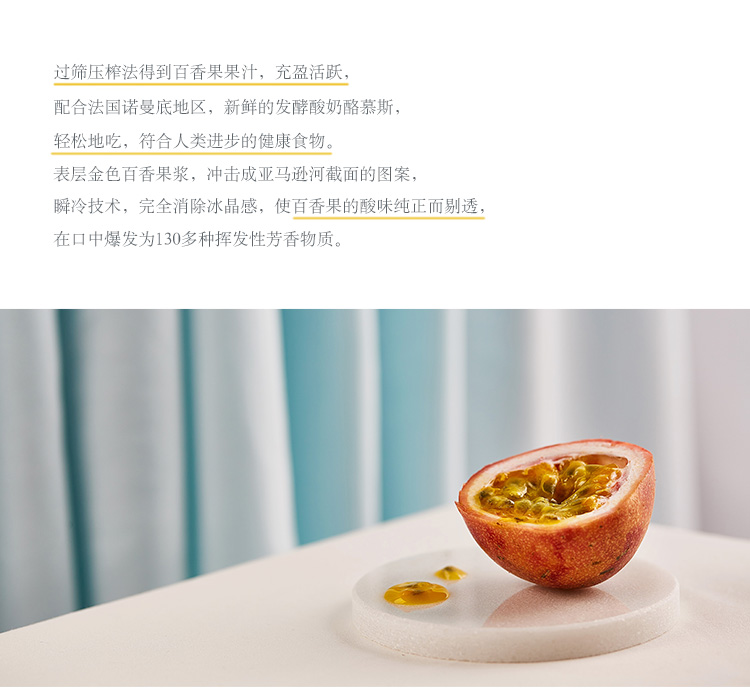 过筛压榨法得到百香果果汁，充盈活跃，
配合法国诺曼底地区，新鲜的发酵酸奶酪慕斯，
轻松地吃，符合人类进步的健康食物。
表层金色百香果浆，冲击成亚马逊河截面的图案，
瞬冷技术，完全消除冰晶感，使百香果的酸味纯正而剔透，
在口中爆发为130多种挥发性芳香物质。